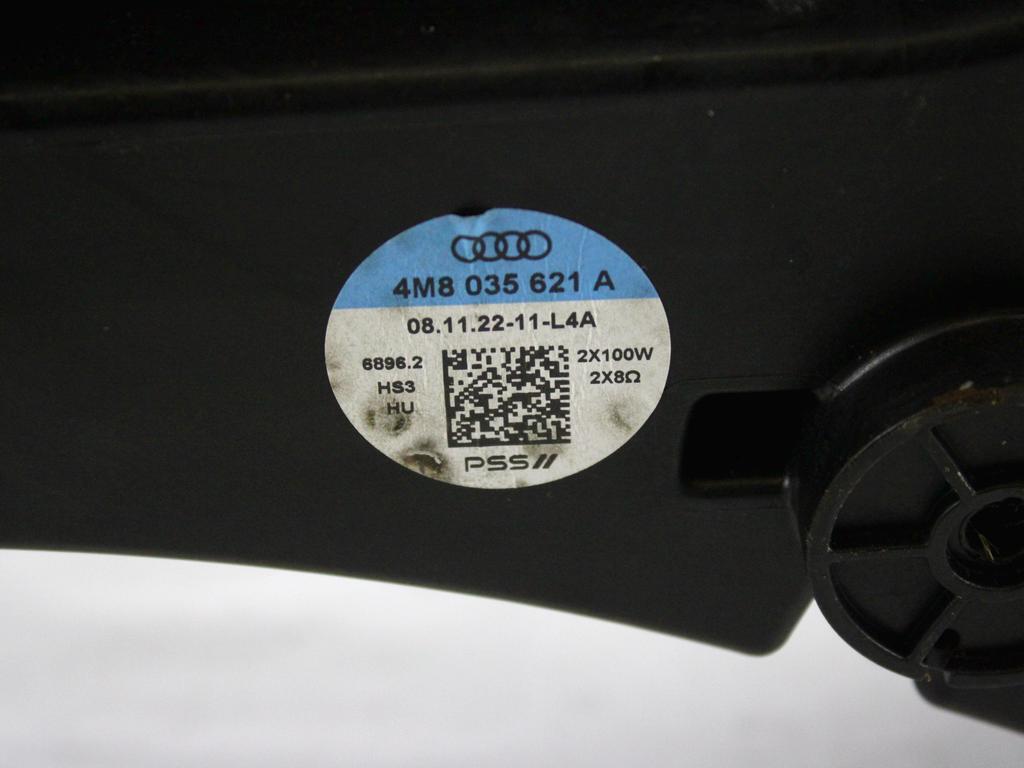 4M8 035 621 A
08.11.22-11-L4A
6896.2
HS3
HU
2X100W
2X8Ω
PSS//